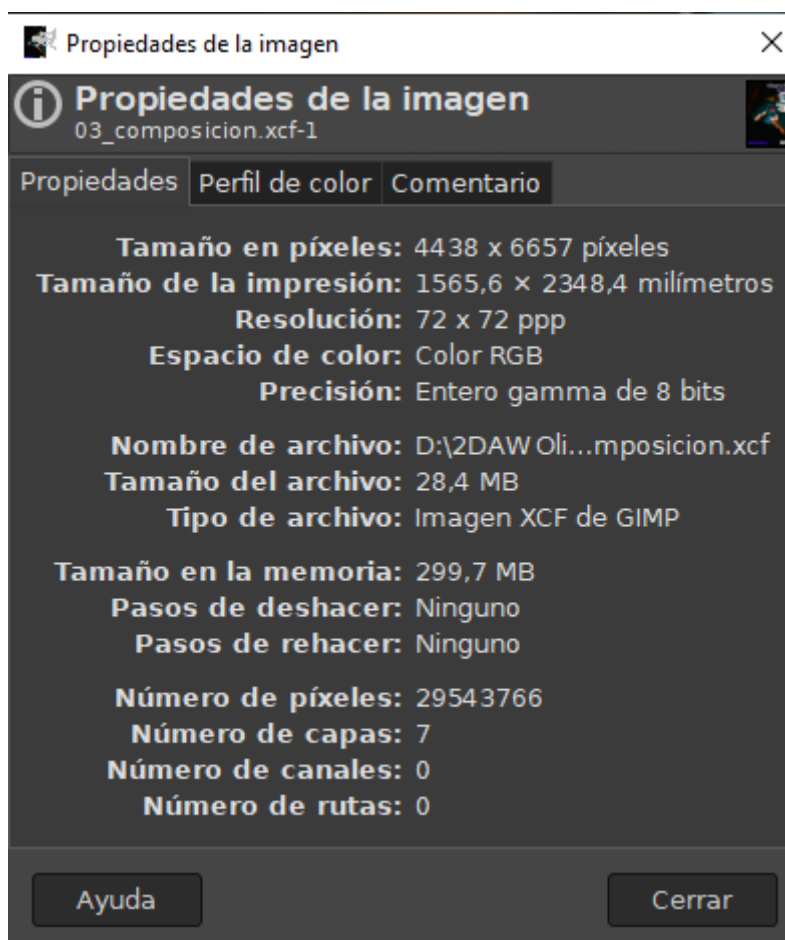 Propiedades de la imagen
Propiedades de la imagen
03_composicion.xcf-1
Propiedades Perfil de color Comentario
Tamaño en píxeles: 4438 x 6657 píxeles
Tamaño de la impresión: 1565,6 × 2348,4 milímetros
Resolución: 72 x 72 ppp
Espacio de color: Color RGB
Precisión: Entero gamma de 8 bits
Nombre de archivo: D:\2DAW Oli...mposicion.xcf
Tamaño del archivo: 28,4 MB
Tipo de archivo: Imagen XCF de GIMP
Tamaño en la memoria: 299,7 MB
Pasos de deshacer: Ninguno
Pasos de rehacer: Ninguno
Número de píxeles: 29543766
Número de capas: 7
Número de canales: 0
Número de rutas: 0
Ayuda Cerrar